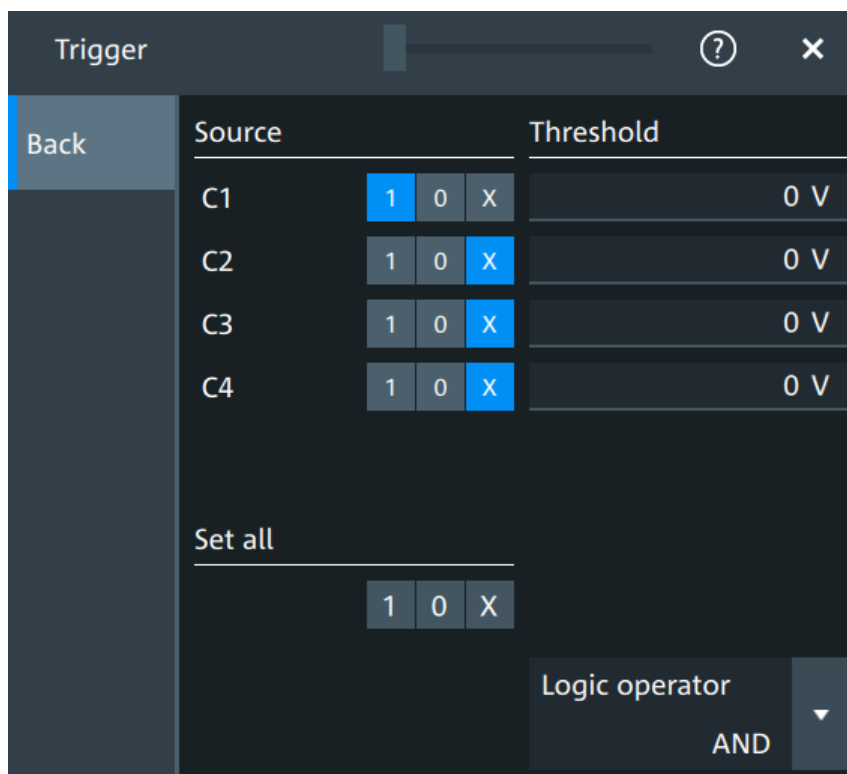 Trigger ? ×
Back
Source Threshold
C1 1 0 X 0 V
C2 1 0 X 0 V
C3 1 0 X 0 V
C4 1 0 X 0 V
Set all
1 0 X
Logic operator
AND